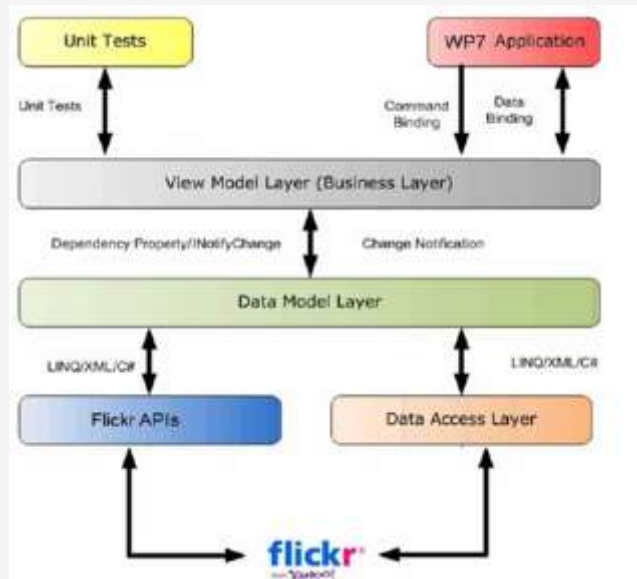 Unit Tests
WP7 Application
Unit Tests
Command
Binding
Data
Binding
View Model Layer (Business Layer)
Dependency Property/INotifyChange
Change Notification
Data Model Layer
LINQ/XML/C#
LINQ/XML/C#
Flickr APIs
Data Access Layer
flickr
YAHOO!